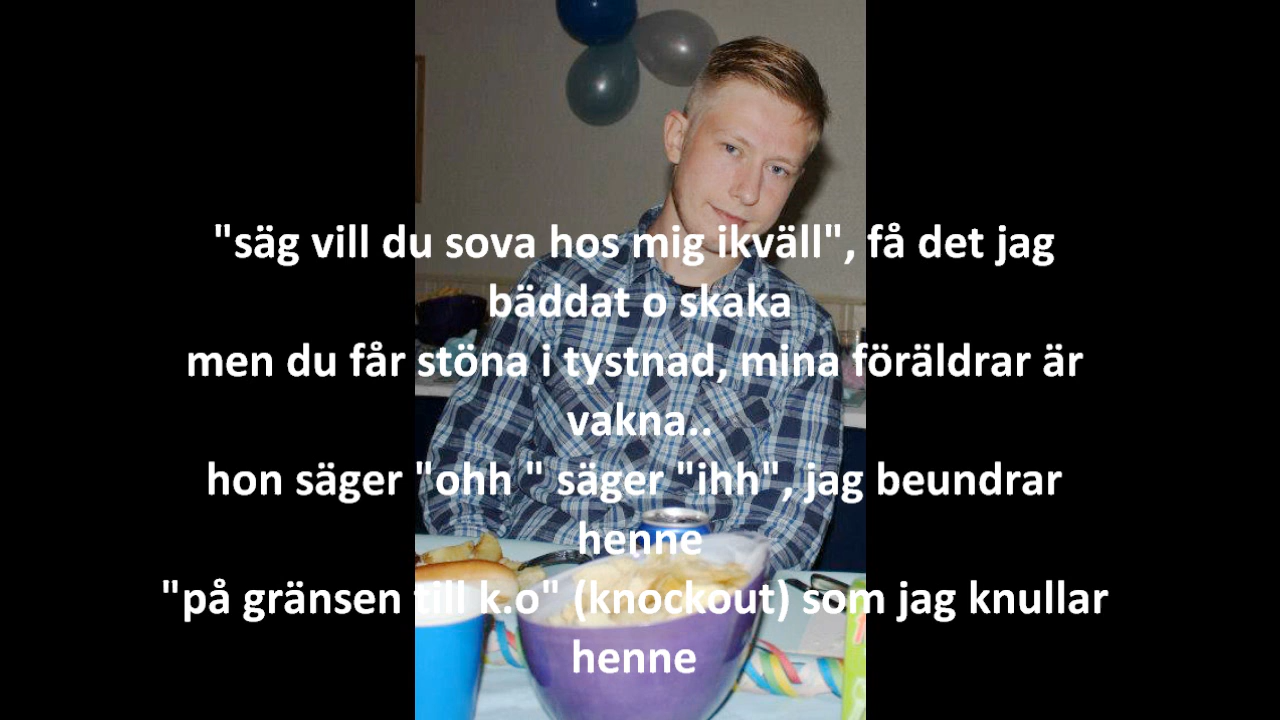 "säg vill du sova hos mig ikväll", få det jag
bäddat o skaka
men du får stöna i tystnad, mina föräldrar är
vakna..
hon säger "ohh " säger "ihh", jag beundrar
henne
"på gränsen till k.o" (knockout) som jag knullar
henne